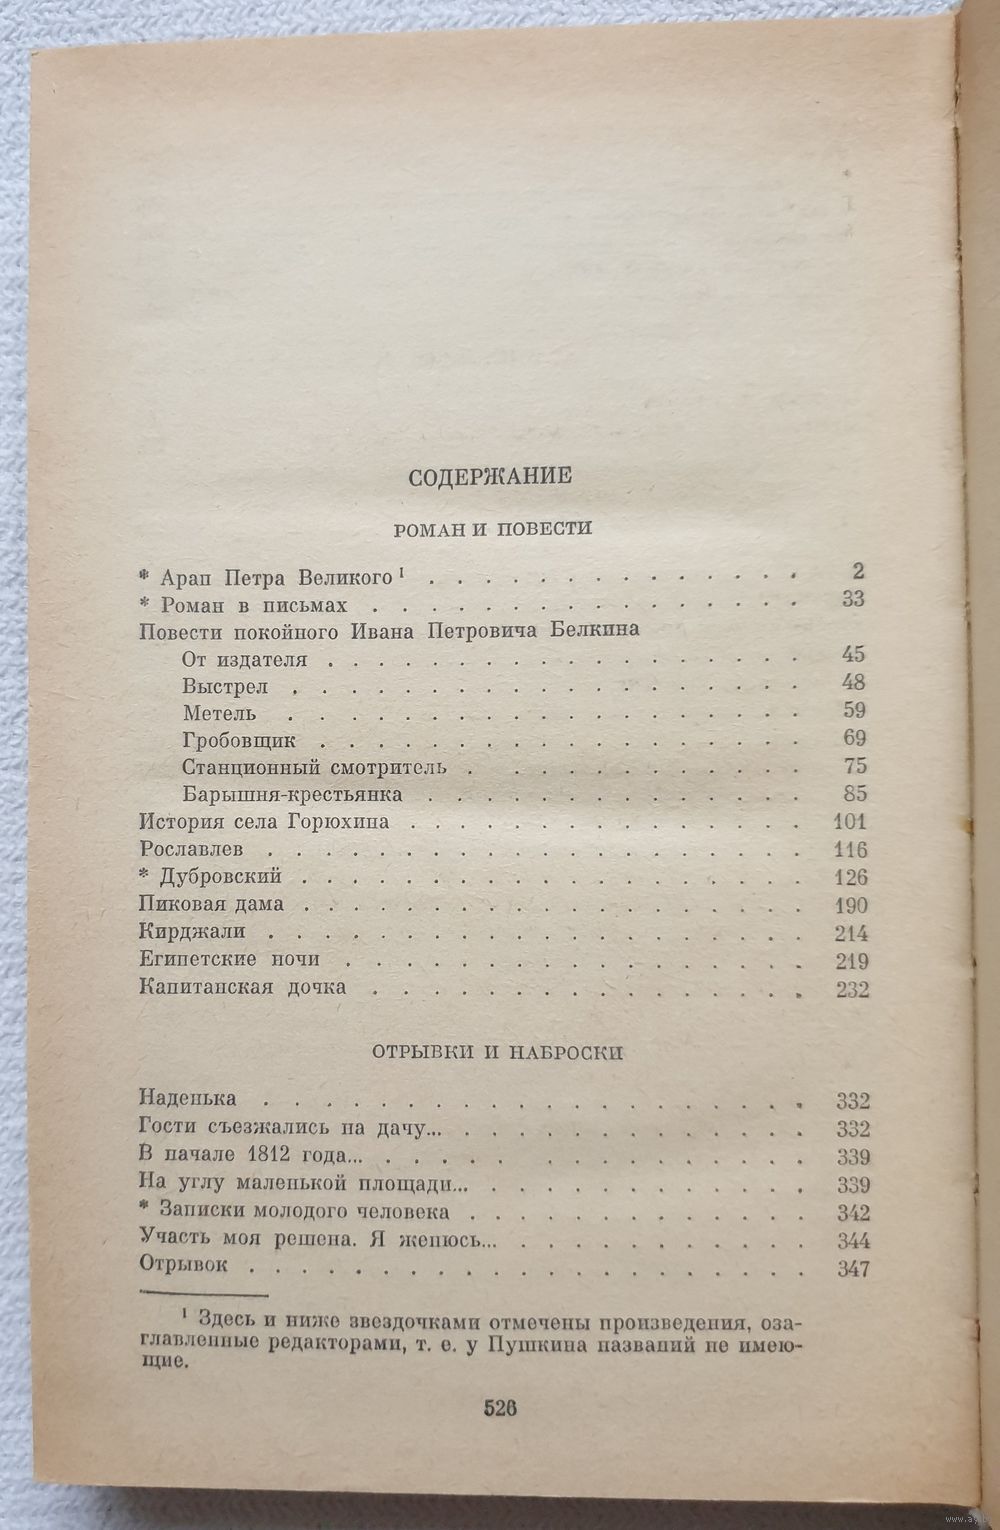 СОДЕРЖАНИЕ
РОМАН И ПОВЕСТИ
* Арап Петра Великого¹ . . . . . . . . . . . . . . 2
* Роман в письмах . . . . . . . . . . . . . . . . 33
Повести покойного Ивана Петровича Белкина
От издателя . . . . . . . . . . . . . . . . . 45
Выстрел . . . . . . . . . . . . . . . . . . 48
Метель . . . . . . . . . . . . . . . . . . 59
Гробовщик . . . . . . . . . . . . . . . . . 69
Станционный смотритель . . . . . . . . . . . . 75
Барышня-крестьянка . . . . . . . . . . . . . . 85
История села Горюхина . . . . . . . . . . . . . . 101
Рославлев . . . . . . . . . . . . . . . . . . . 116
* Дубровский . . . . . . . . . . . . . . . . . . 126
Пиковая дама . . . . . . . . . . . . . . . . . . 190
Кирджали . . . . . . . . . . . . . . . . . . . 214
Египетские ночи . . . . . . . . . . . . . . . . . 219
Капитанская дочка . . . . . . . . . . . . . . . . 232
ОТРЫВКИ И НАБРОСКИ
Наденька . . . . . . . . . . . . . . . . . . . 332
Гости съезжались на дачу... . . . . . . . . . . . . . 332
В начале 1812 года... . . . . . . . . . . . . . . . 339
На углу маленькой площади... . . . . . . . . . . . . 339
* Записки молодого человека . . . . . . . . . . . . 342
Участь моя решена. Я женюсь... . . . . . . . . . . . 344
Отрывок . . . . . . . . . . . . . . . . . . . . 347
¹ Здесь и ниже звездочками отмечены произведения, оза-
главленные редакторами, т. е. у Пушкина названий не имею-
щие.
526